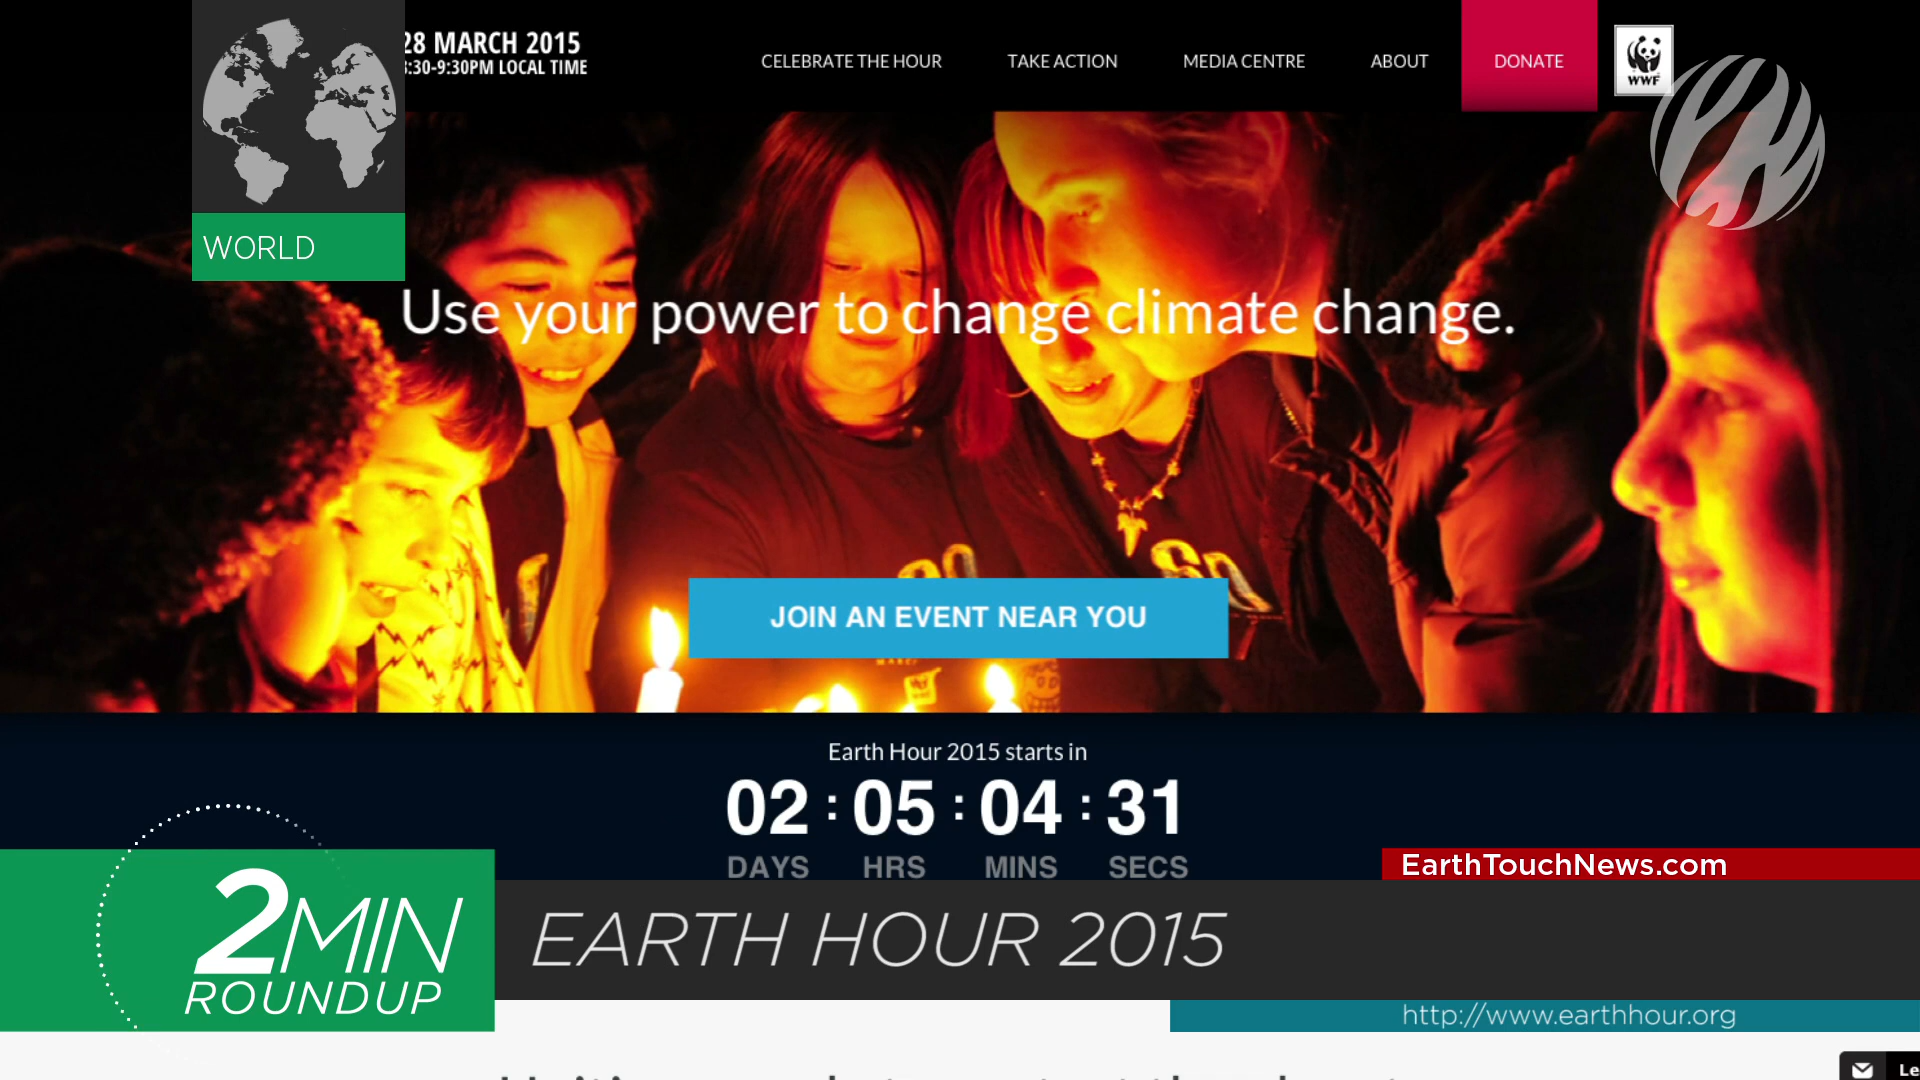 28 MARCH 2015
:30-9:30PM LOCAL TIME
CELEBRATE THE HOUR
TAKE ACTION
MEDIA CENTRE
ABOUT
DONATE
WWF
WORLD
Use your power to change climate change.
JOIN AN EVENT NEAR YOU
Earth Hour 2015 starts in
02 : 05 : 04 : 31
DAYS HRS MINS SECS
EarthTouchNews.com
2MIN
ROUNDUP
EARTH HOUR 2015
http://www.earthhour.org
Le